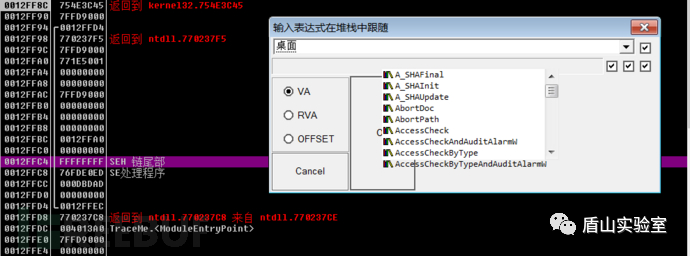 0012FF8C 754E3C45 返回到 kernel32.754E3C45
0012FF90 7FFD9000
0012FF94 0012FFD4
0012FF98 770237F5 返回到 ntdll.770237F5
0012FF9C 7FFD9000
0012FFA0 771E5001
0012FFA4 00000000
0012FFA8 00000000
0012FFAC 7FFD9000
0012FFB0 00000000
0012FFB4 00000000
0012FFB8 00000000
0012FFBC 0012FFA0
0012FFC0 00000000
0012FFC4 FFFFFFFF SEH 链尾部
0012FFC8 76FDE0ED SE处理程序
0012FFCC 000DBDAD
0012FFD0 00000000
0012FFD4 0012FFEC
0012FFD8 770237C8 返回到 ntdll.770237C8 来自 ntdll.770237CE
0012FFDC 004013A0 TraceMe.<ModuleEntryPoint>
0012FFE0 7FFD9000
0012FFE4 00000000
输入表达式在堆栈中跟随
桌面
VA
RVA
OFFSET
Cancel
A_SHAFinal
A_SHAInit
A_SHAUpdate
AbortDoc
AbortPath
AccessCheck
AccessCheckAndAuditAlarmW
AccessCheckByType
AccessCheckByTypeAndAuditAlarmW
盾山实验室